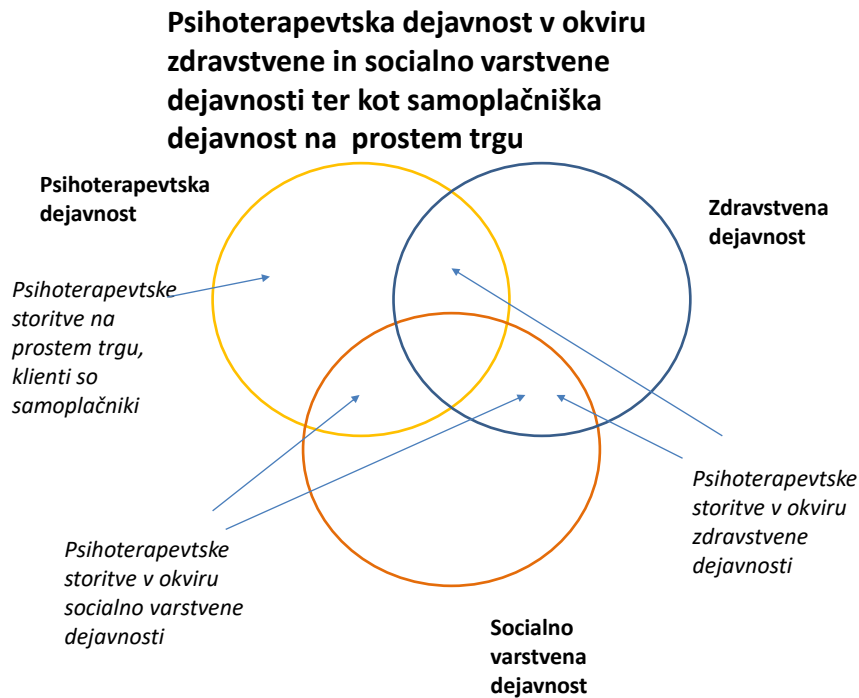 Psihoterapevtska dejavnost v okviru
zdravstvene in socialno varstvene
dejavnosti ter kot samoplačniška
dejavnost na prostem trgu
Psihoterapevtska
dejavnost
Zdravstvena
dejavnost
Psihoterapevtske
storitve na
prostem trgu,
klienti so
samoplačniki
Psihoterapevtske
storitve v okviru
zdravstvene
dejavnosti
Psihoterapevtske
storitve v okviru
socialno varstvene
dejavnosti
Socialno
varstvena
dejavnost